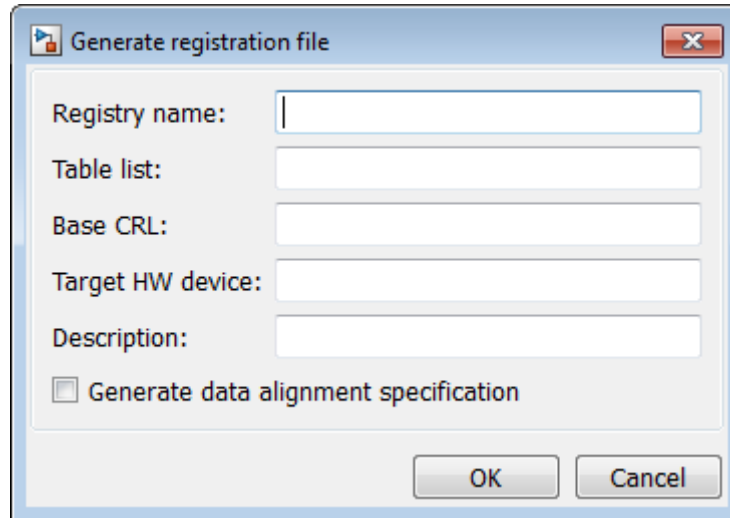 Generate registration file
Registry name:
Table list:
Base CRL:
Target HW device:
Description:
Generate data alignment specification
OK Cancel